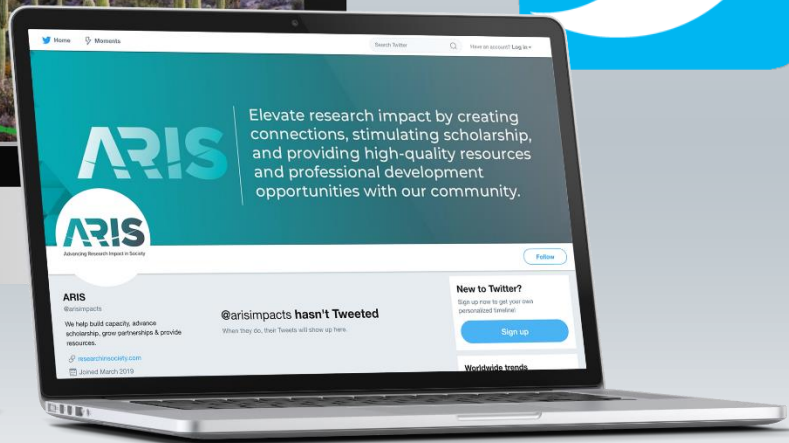 Home
Moments
Search Twitter
Have an account? Log in
ARIS
Elevate research impact by creating
connections, stimulating scholarship,
and providing high-quality resources
and professional development
opportunities with our community.
ARIS
Advancing Research Impact in Society
Follow
ARIS
@arisimpacts
We help build capacity, advance
scholarship, grow partnerships & provide
resources.
researchinsociety.com
Joined March 2019
@arisimpacts hasn't Tweeted
When they do, their Tweets will show up here.
New to Twitter?
Sign up now to get your own
personalized timeline!
Sign up
Worldwide trends